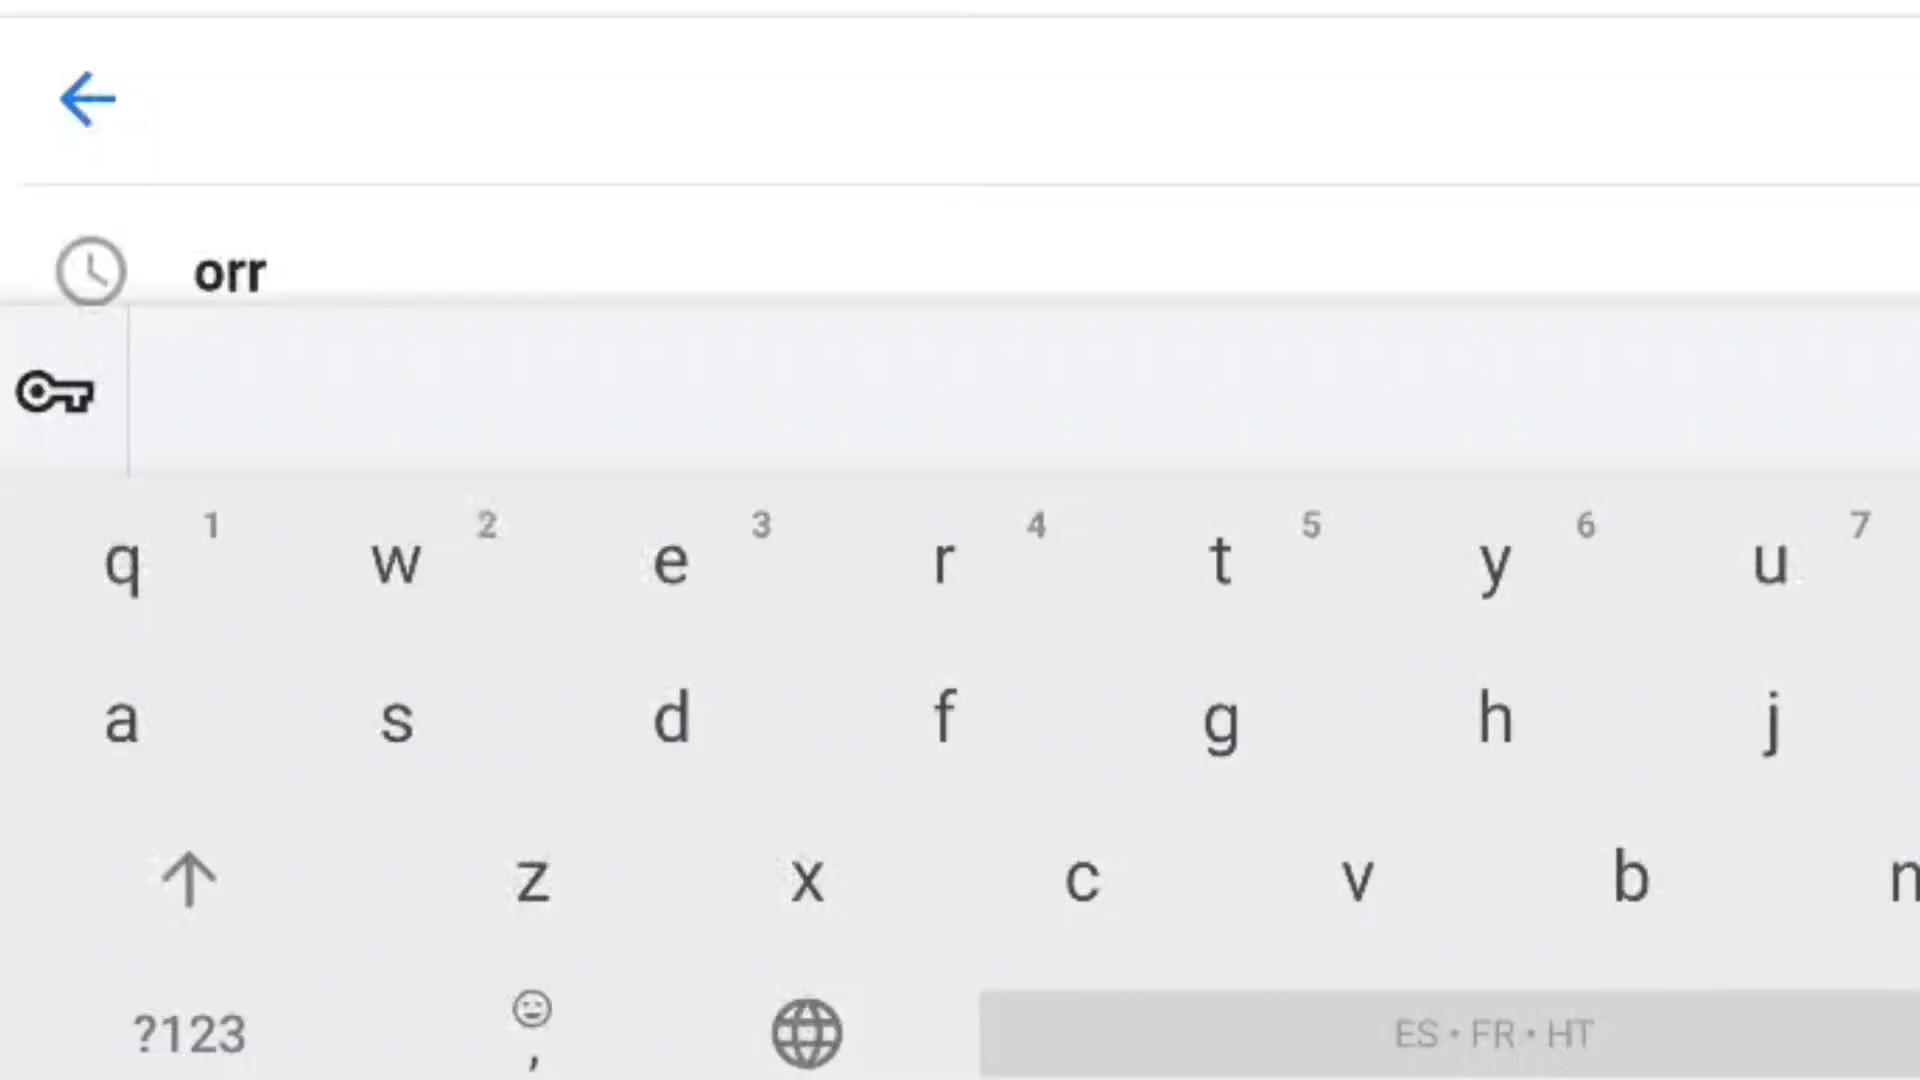 orr
1 2 3 4 5 6 7
q w e r t y u
a s d f g h j
z x c v b n
?123 , ES • FR • HT